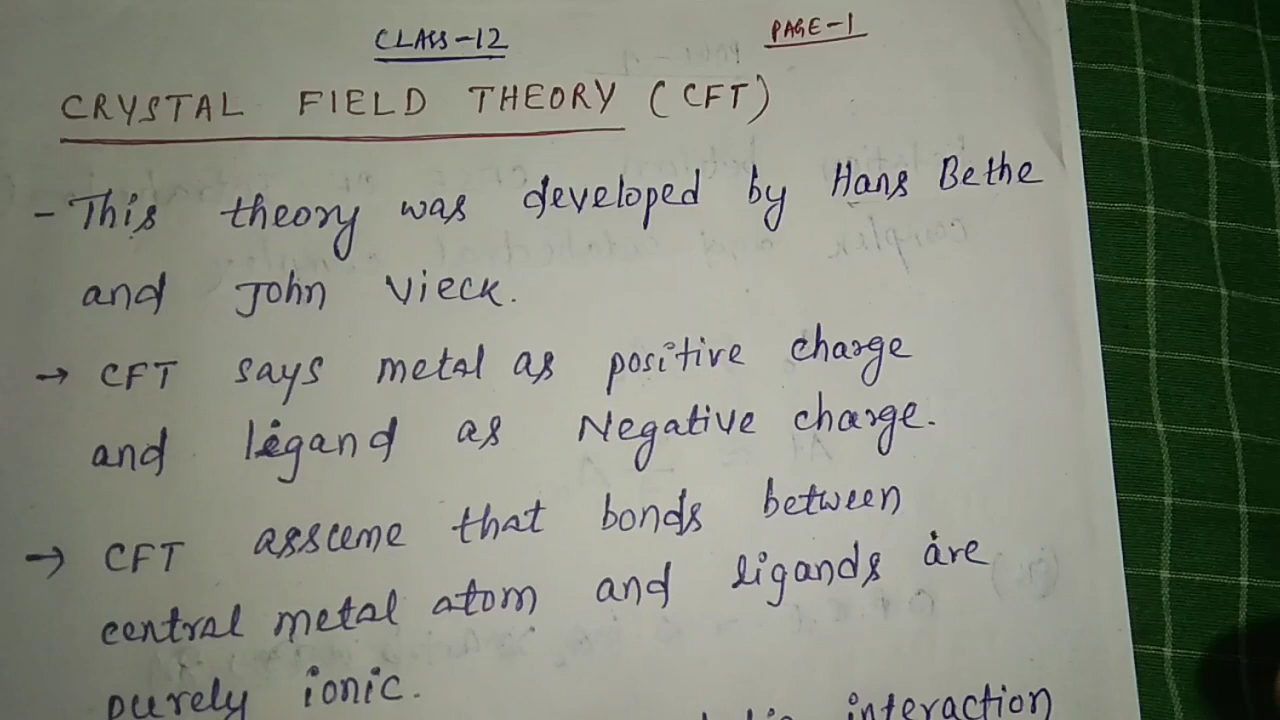 CLASS-12
PAGE-1
CRYSTAL FIELD THEORY (CFT)
- This theory was developed by Hans Bethe
and John Vieck.
→ CFT says metal as positive charge
and ligand as Negative charge.
→ CFT assume that bonds between
central metal atom and ligands are
purely ionic.
interaction